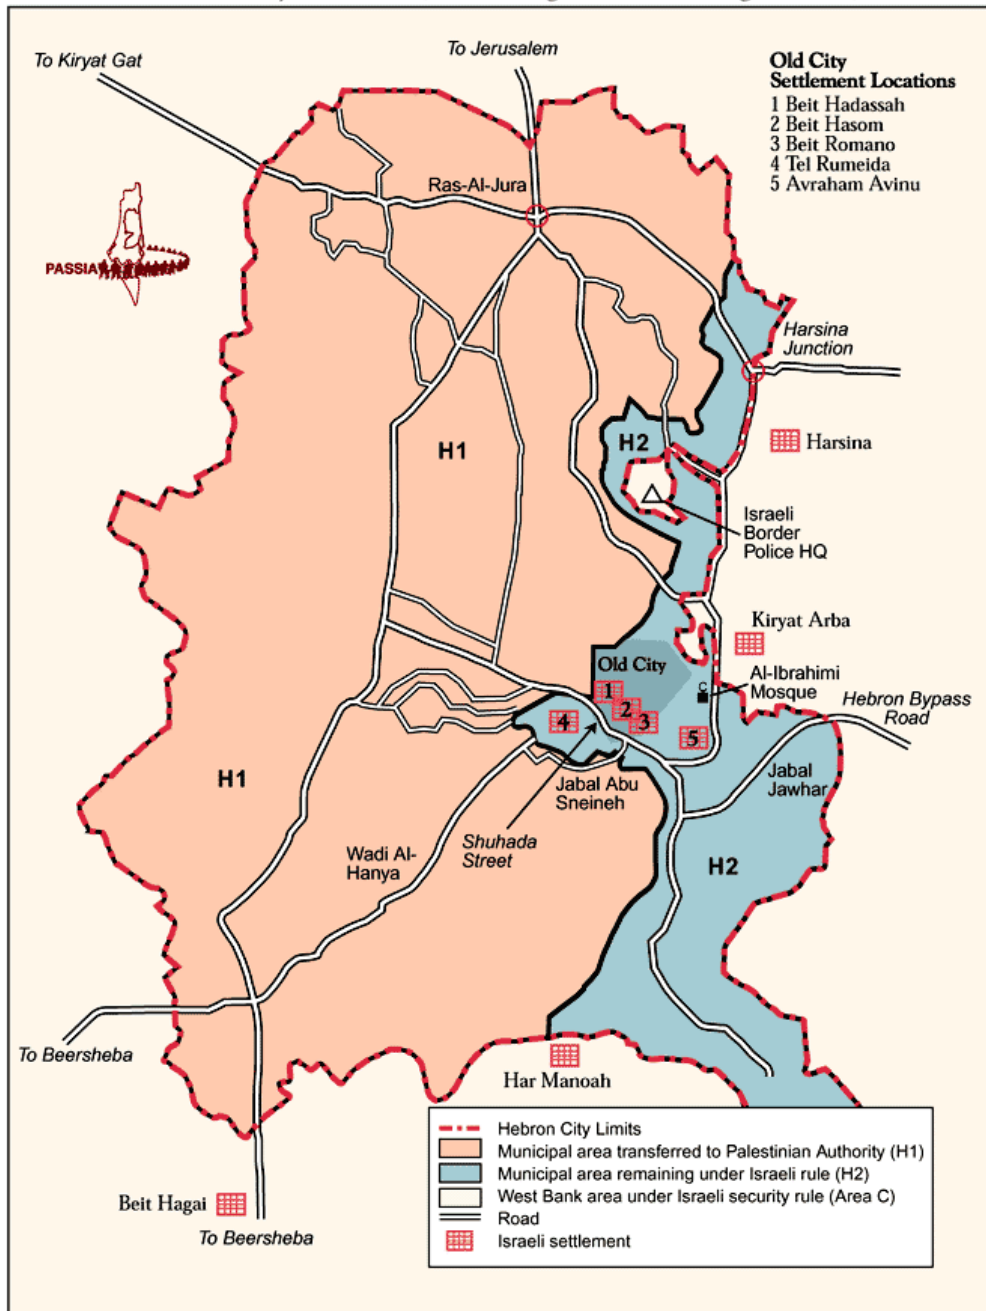 To Kiryat Gat
To Jerusalem
Old City
Settlement Locations
1 Beit Hadassah
2 Beit Hasom
3 Beit Romano
4 Tel Rumeida
5 Avraham Avinu
Ras-Al-Jura
PASSIA
Harsina
Junction
H1
H2
Harsina
Israeli
Border
Police HQ
Kiryat Arba
Old City
Al-Ibrahimi
Mosque
Hebron Bypass
Road
1
2
3
4
5
H1
Jabal Abu
Sneineh
Jabal
Jawhar
Shuhada
Street
Wadi Al-
Hanya
H2
To Beersheba
Har Manoah
Beit Hagai
To Beersheba
Hebron City Limits
Municipal area transferred to Palestinian Authority (H1)
Municipal area remaining under Israeli rule (H2)
West Bank area under Israeli security rule (Area C)
Road
Israeli settlement